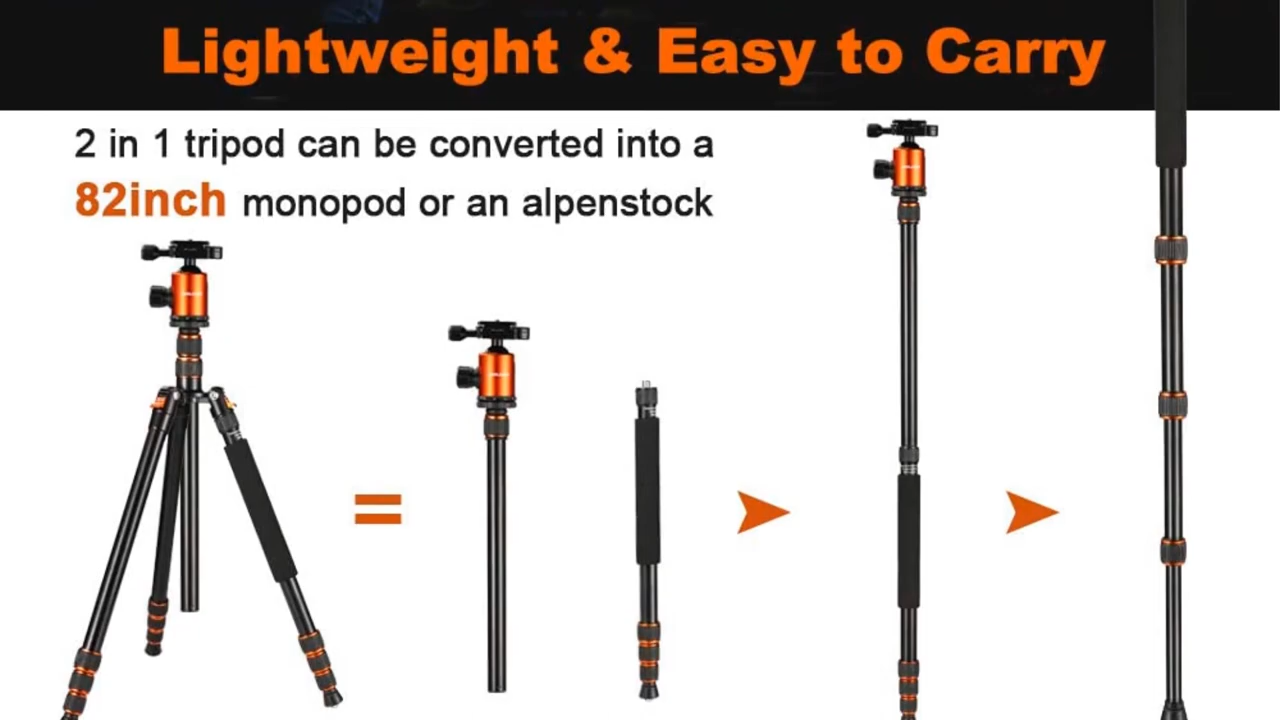 Lightweight & Easy to Carry
2 in 1 tripod can be converted into a
82inch monopod or an alpenstock